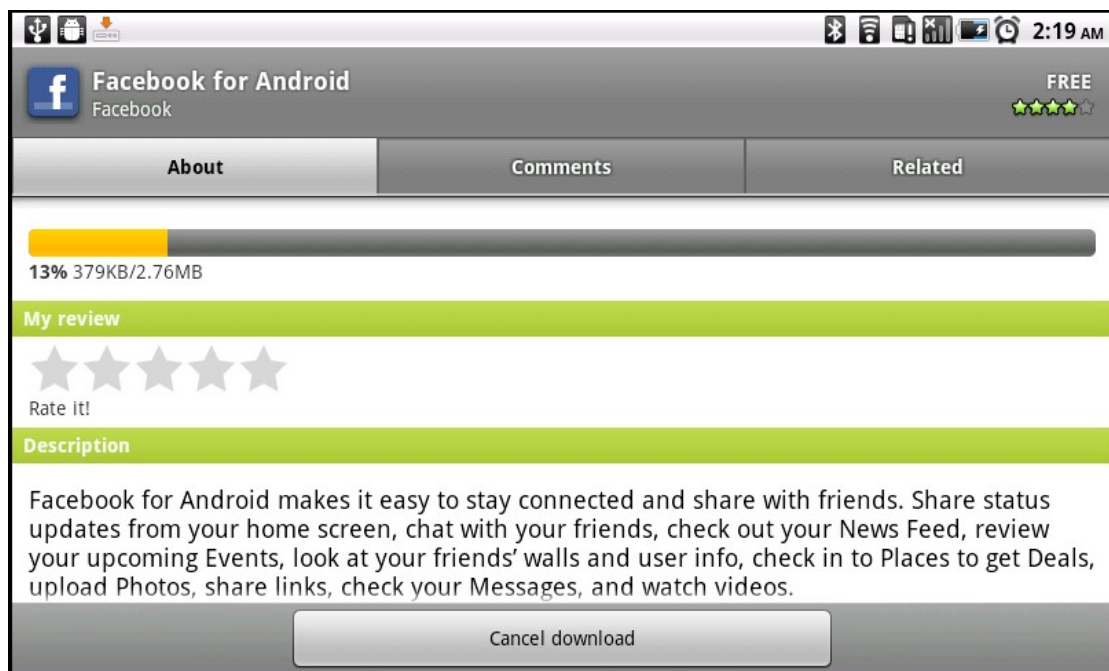 2:19 AM
Facebook for Android
Facebook
FREE
About
Comments
Related
13% 379KB/2.76MB
My review
Rate it!
Description
Facebook for Android makes it easy to stay connected and share with friends. Share status
updates from your home screen, chat with your friends, check out your News Feed, review
your upcoming Events, look at your friends’ walls and user info, check in to Places to get Deals,
upload Photos, share links, check your Messages, and watch videos.
Cancel download